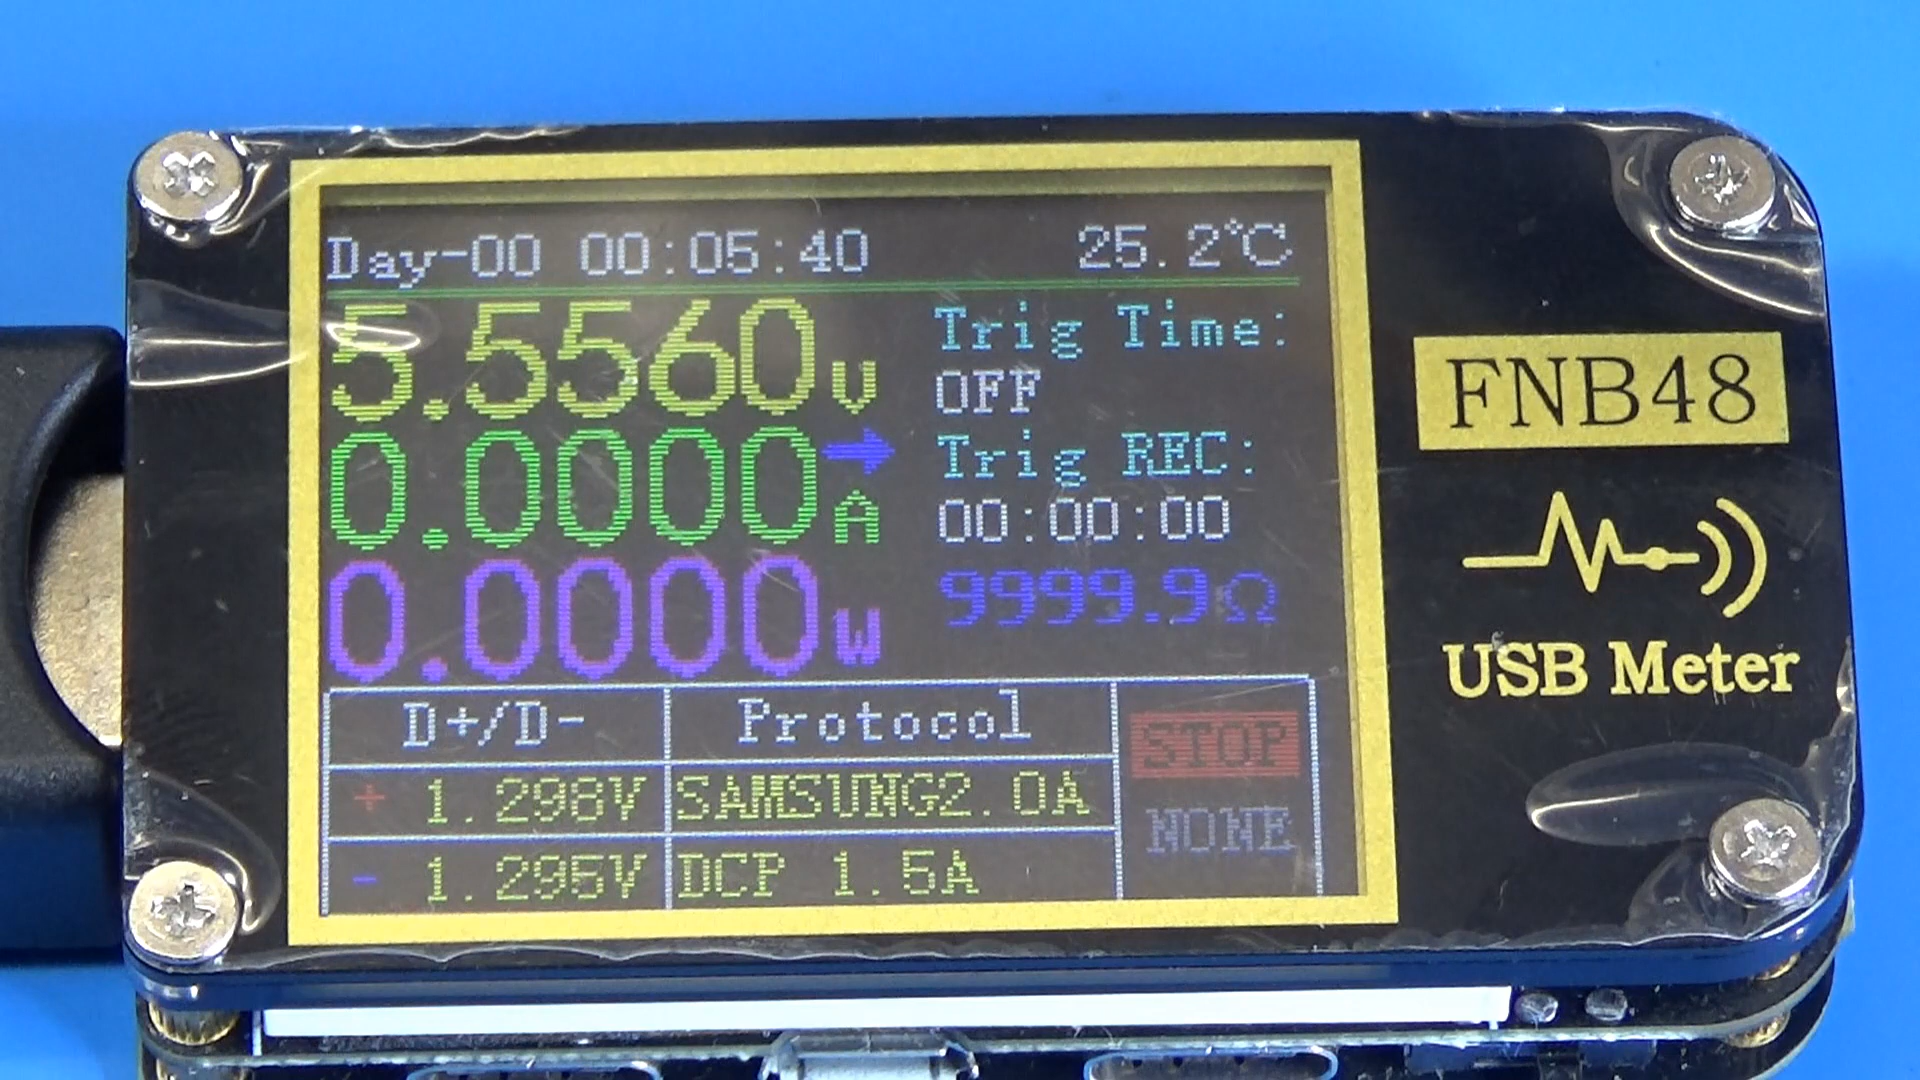 Day-00 00:05:40 25.2℃
5.5560V
0.0000A
0.0000W
Trig Time:
OFF
Trig REC:
00:00:00
9999.9Ω
D+/D- Protocol
+ 1.298V SAMSUNG2.0A
- 1.295V DCP 1.5A
STOP
NONE
FNB48
USB Meter